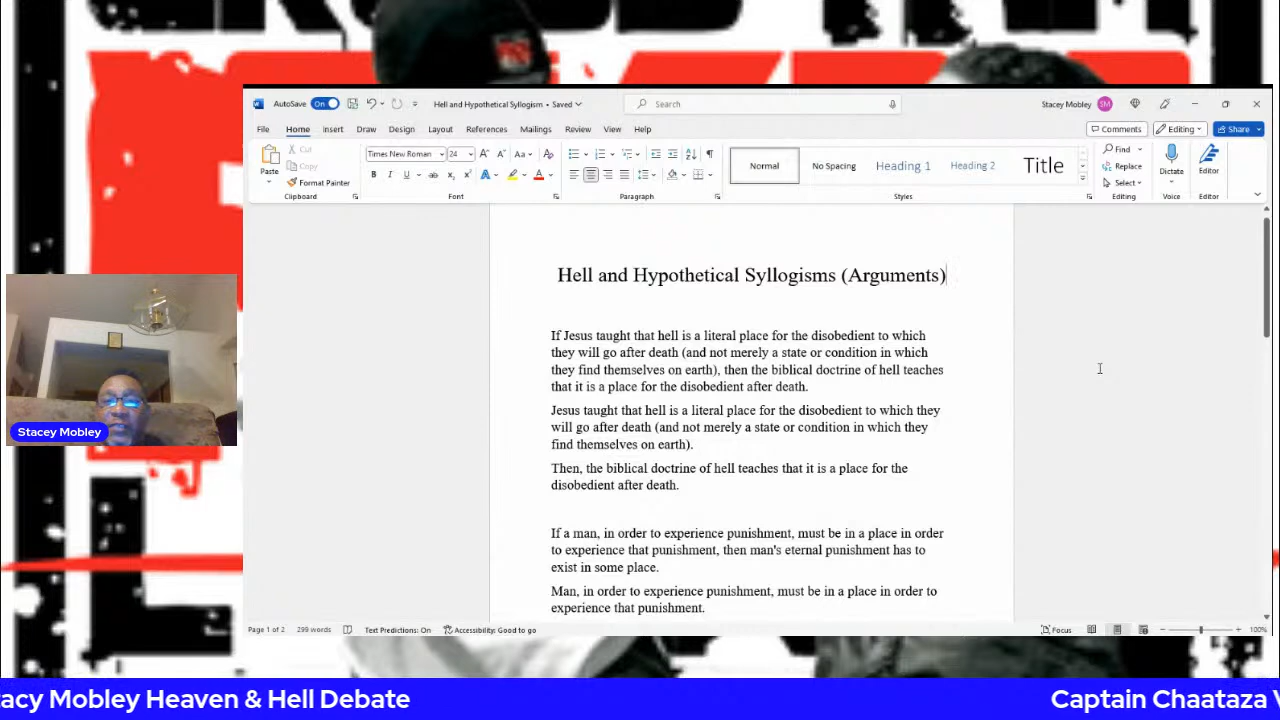 AutoSave On Hell and Hypothetical Syllogism • Saved Search Stacey Mobley SM
File Home Insert Draw Design Layout References Mailings Review View Help Comments Editing Share
Paste Cut Copy Format Painter
Times New Roman 24
Normal No Spacing Heading 1 Heading 2 Title
Find Replace Select Dictate Editor
Clipboard Font Paragraph Styles Editing Voice Editor
Hell and Hypothetical Syllogisms (Arguments)
If Jesus taught that hell is a literal place for the disobedient to which
they will go after death (and not merely a state or condition in which
they find themselves on earth), then the biblical doctrine of hell teaches
that it is a place for the disobedient after death.
Jesus taught that hell is a literal place for the disobedient to which they
will go after death (and not merely a state or condition in which they
find themselves on earth).
Then, the biblical doctrine of hell teaches that it is a place for the
disobedient after death.
If a man, in order to experience punishment, must be in a place in order
to experience that punishment, then man's eternal punishment has to
exist in some place.
Man, in order to experience punishment, must be in a place in order to
experience that punishment.
Page 1 of 2 299 words Text Predictions: On Accessibility: Good to go Focus 100%
Stacey Mobley
acy Mobley Heaven & Hell Debate Captain Chaataza V